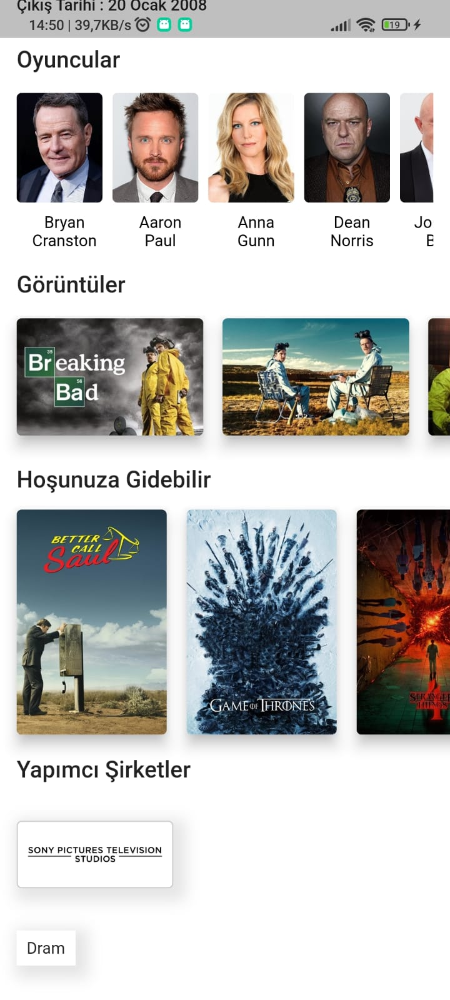 Çıkış Tarihi : 20 Ocak 2008
14:50 | 39,7KB/s
19
Oyuncular
Bryan
Cranston
Aaron
Paul
Anna
Gunn
Dean
Norris
Jo
B
Görüntüler
35
Breaking
56
Bad
Hoşunuza Gidebilir
BETTER
CALL
Saul
GAME OF THRONES
STRANGER
THINGS
4
Yapımcı Şirketler
SONY PICTURES TELEVISION
STUDIOS
Dram